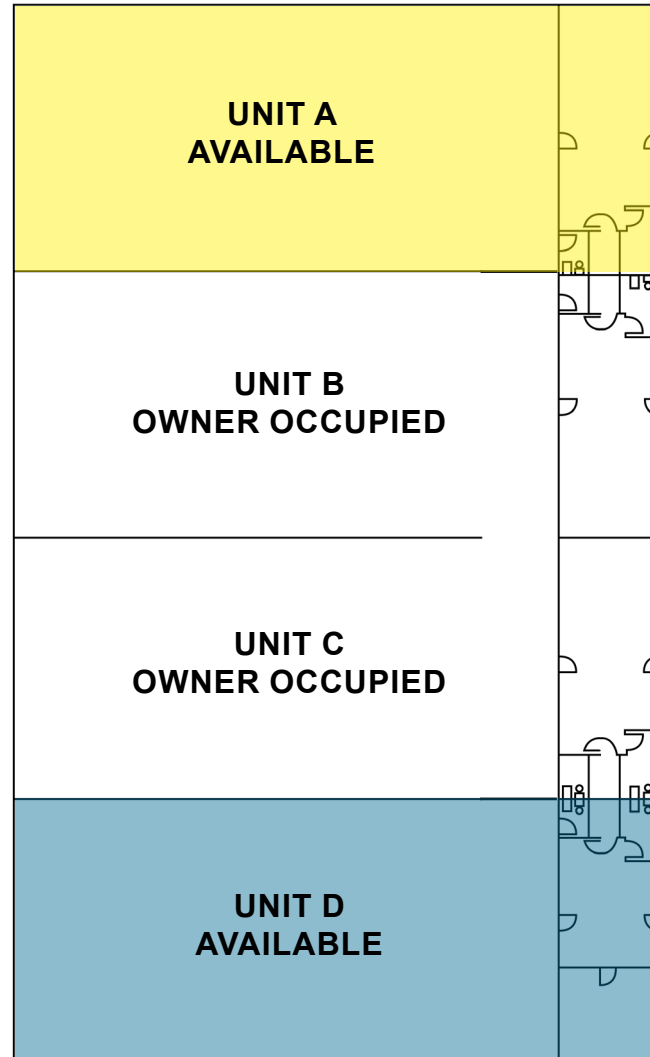 UNIT A
AVAILABLE
UNIT B
OWNER OCCUPIED
UNIT C
OWNER OCCUPIED
UNIT D
AVAILABLE